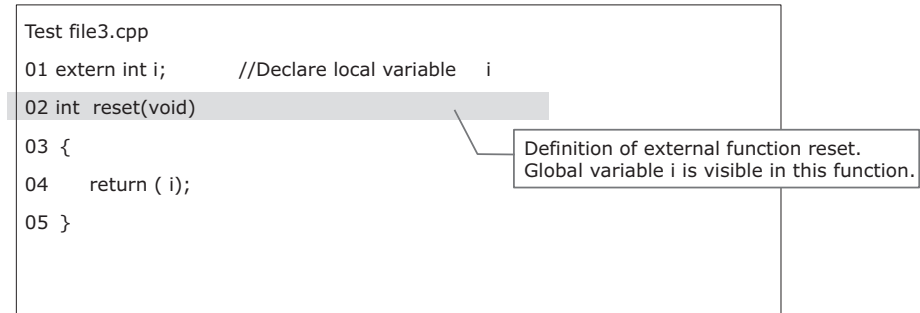 Test file3.cpp
01 extern int i; //Declare local variable i
02 int reset(void)
03 {
04 return ( i);
05 }
Definition of external function reset.
Global variable i is visible in this function.